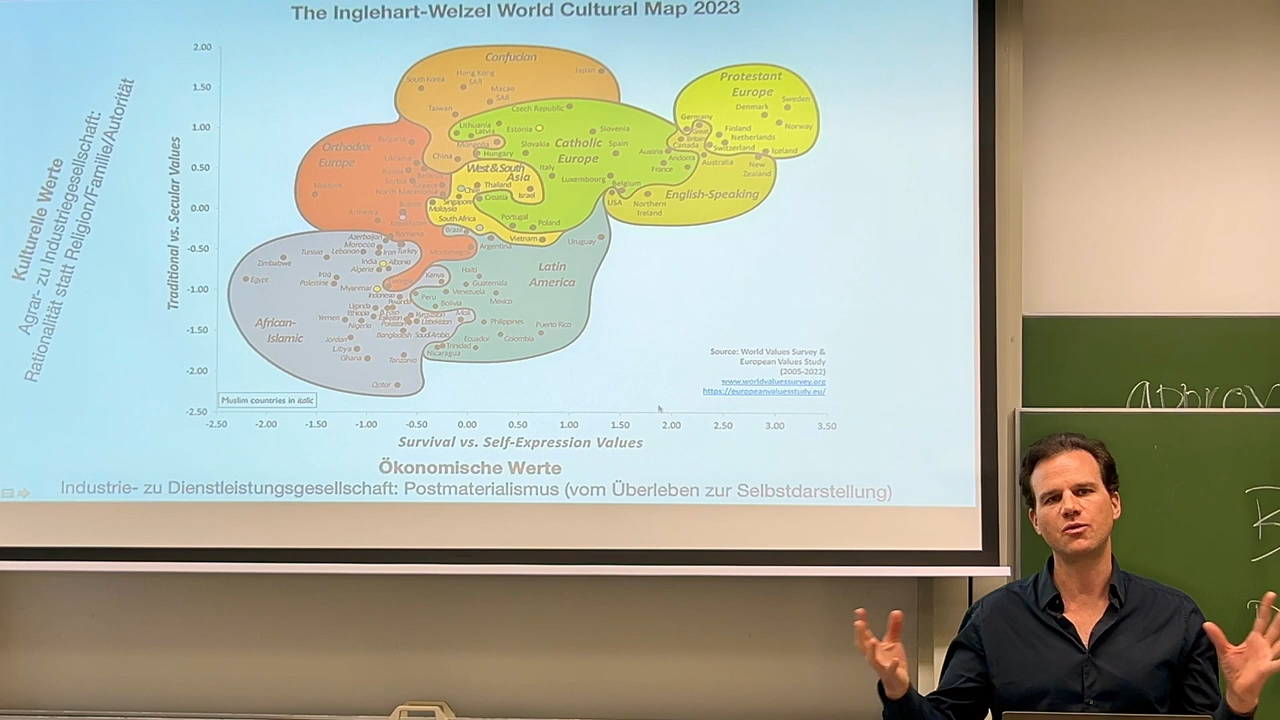 The Inglehart-Welzel World Cultural Map 2023
Kulturelle Werte
Agrar- zu Industriegesellschaft:
Rationalität statt Religion/Familie/Autorität
Traditional vs. Secular Values
2.00
1.50
1.00
0.50
0.00
-0.50
-1.00
-1.50
-2.00
-2.50
Confucian
Japan
Hong Kong
SAR
South Korea
Macao
SAR
Taiwan
China
Protestant
Europe
Sweden
Denmark
Norway
Germany
Finland
Netherlands
Switzerland
Iceland
Catholic
Europe
Czech Republic
Lithuania
Latvia
Estonia
Slovenia
Mongolia
Slovakia
Spain
Hungary
Austria
Andorra
France
Italy
Luxembourg
Belgium
Croatia
Portugal
Poland
English-Speaking
Canada
Australia
New
Zealand
USA
Northern
Ireland
Orthodox
Europe
Bulgaria
Ukraine
Russia
Serbia
Greece
North Macedonia
Moldova
Armenia
Romania
Montenegro
West & South
Asia
Thailand
Israel
Singapore
Malaysia
South Africa
Brazil
Vietnam
Latin
America
Argentina
Uruguay
Haiti
Guatemala
Venezuela
Mexico
Peru
Bolivia
Philippines
Puerto Rico
Ecuador
Colombia
Trinidad
Nicaragua
African-
Islamic
Azerbaijan
Morocco
Lebanon
Iran
Turkey
Tunisia
Zimbabwe
India
Albania
Algeria
Iraq
Egypt
Palestine
Kenya
Myanmar
Indonesia
Rwanda
Uganda
Ethiopia
Yemen
Nigeria
Pakistan
Kyrgyzstan
Uzbekistan
Mali
Bangladesh
Saudi Arabia
Jordan
Libya
Ghana
Tanzania
Qatar
Muslim countries in italic
Source: World Values Survey &
European Values Study
(2005-2022)
www.worldvaluessurvey.org
https://europeanvaluesstudy.eu/
-2.50 -2.00 -1.50 -1.00 -0.50 0.00 0.50 1.00 1.50 2.00 2.50 3.00 3.50
Survival vs. Self-Expression Values
Ökonomische Werte
Industrie- zu Dienstleistungsgesellschaft: Postmaterialismus (vom Überleben zur Selbstdarstellung)